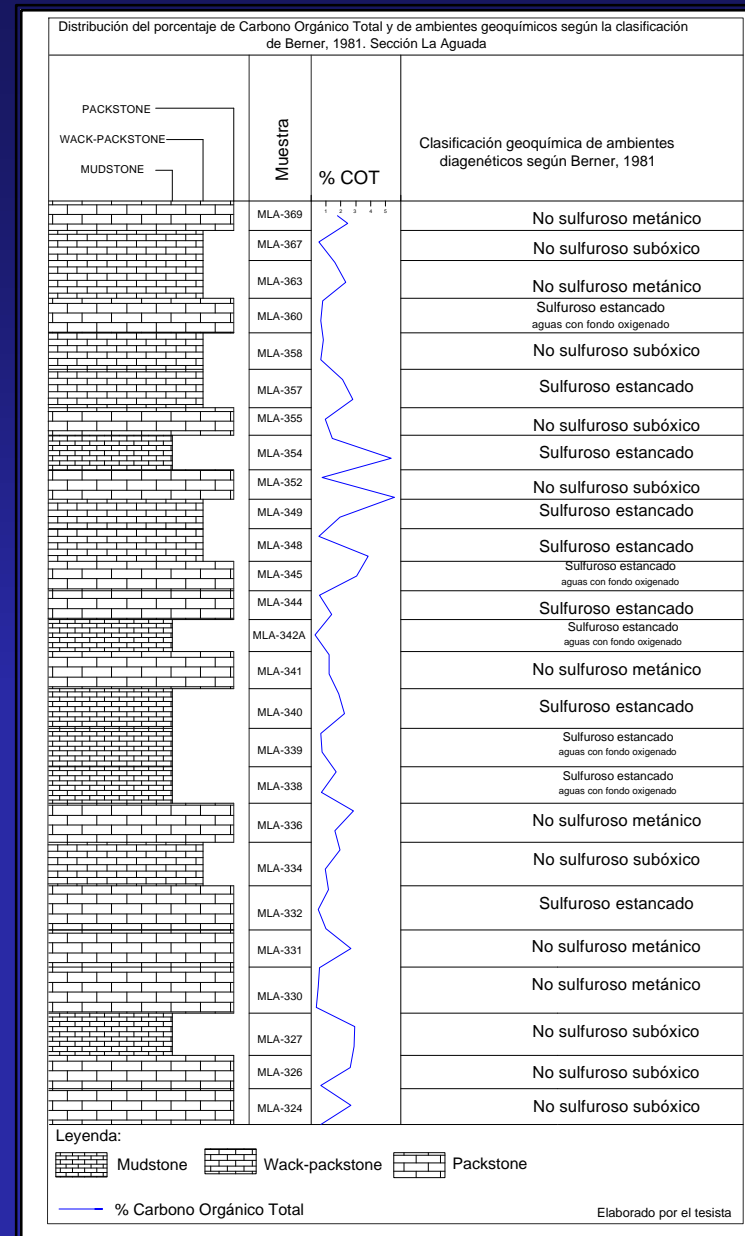 Distribución del porcentaje de Carbono Orgánico Total y de ambientes geoquímicos según la clasificación
de Berner, 1981. Sección La Aguada
PACKSTONE
WACK-PACKSTONE
MUDSTONE
Muestra
% COT
1 2 3 4 5
Clasificación geoquímica de ambientes
diagenéticos según Berner, 1981
MLA-369
No sulfuroso metánico
MLA-367
No sulfuroso subóxico
MLA-363
No sulfuroso metánico
MLA-360
Sulfuroso estancado
aguas con fondo oxigenado
MLA-358
No sulfuroso subóxico
MLA-357
Sulfuroso estancado
MLA-355
No sulfuroso subóxico
MLA-354
Sulfuroso estancado
MLA-352
No sulfuroso subóxico
MLA-349
Sulfuroso estancado
MLA-348
Sulfuroso estancado
MLA-345
Sulfuroso estancado
aguas con fondo oxigenado
MLA-344
Sulfuroso estancado
MLA-342A
Sulfuroso estancado
aguas con fondo oxigenado
MLA-341
No sulfuroso metánico
MLA-340
Sulfuroso estancado
MLA-339
Sulfuroso estancado
aguas con fondo oxigenado
MLA-338
Sulfuroso estancado
aguas con fondo oxigenado
MLA-336
No sulfuroso metánico
MLA-334
No sulfuroso subóxico
MLA-332
Sulfuroso estancado
MLA-331
No sulfuroso metánico
MLA-330
No sulfuroso metánico
MLA-327
No sulfuroso subóxico
MLA-326
No sulfuroso subóxico
MLA-324
No sulfuroso subóxico
Leyenda:
Mudstone
Wack-packstone
Packstone
% Carbono Orgánico Total
Elaborado por el tesista